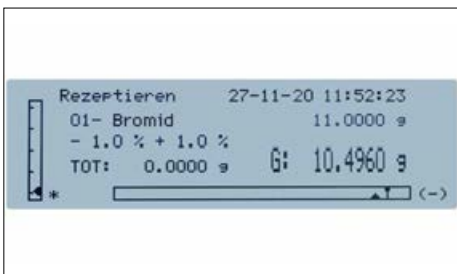 Rezeptieren 27-11-20 11:52:23
01- Bromid 11.0000 g
- 1.0 % + 1.0 %
TOT: 0.0000 g G: 10.4960 g
* (-)